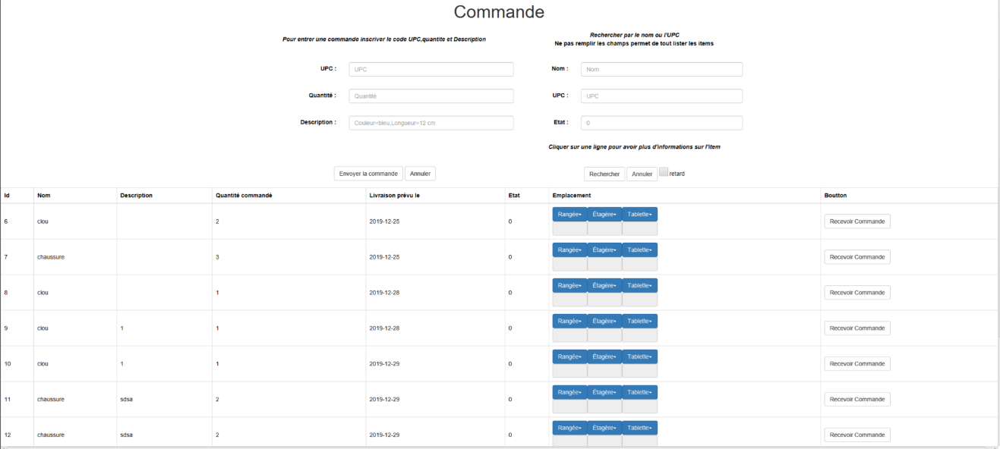 Commande
Pour entrer une commande inscriver le code UPC,quantite et Description
Rechercher par le nom ou l'UPC
Ne pas remplir les champs permet de tout lister les items
UPC : UPC
Nom : Nom
Quantité : Quantité
UPC : UPC
Description : Couleur=bleu,Longueur=12 cm
Etat : 0
Cliquer sur une ligne pour avoir plus d'informations sur l'item
Envoyer la commande Annuler
Rechercher Annuler retard
Id Nom Description Quantité commandé Livraison prévu le Etat Emplacement Boutton
6 clou 2 2019-12-25 0 Rangée Étagère Tablette Recevoir Commande
7 chaussure 3 2019-12-25 0 Rangée Étagère Tablette Recevoir Commande
8 clou 1 2019-12-28 0 Rangée Étagère Tablette Recevoir Commande
9 clou 1 1 2019-12-28 0 Rangée Étagère Tablette Recevoir Commande
10 clou 1 1 2019-12-29 0 Rangée Étagère Tablette Recevoir Commande
11 chaussure sdsa 2 2019-12-29 0 Rangée Étagère Tablette Recevoir Commande
12 chaussure sdsa 2 2019-12-29 0 Rangée Étagère Tablette Recevoir Commande